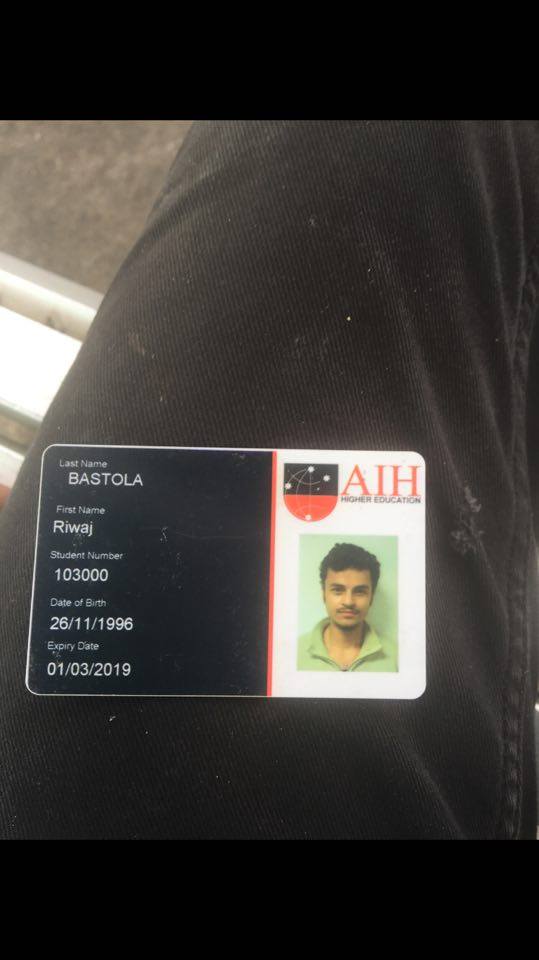 Last Name
BASTOLA
First Name
Riwaj
Student Number
103000
Date of Birth
26/11/1996
Expiry Date
01/03/2019
AIH
HIGHER EDUCATION